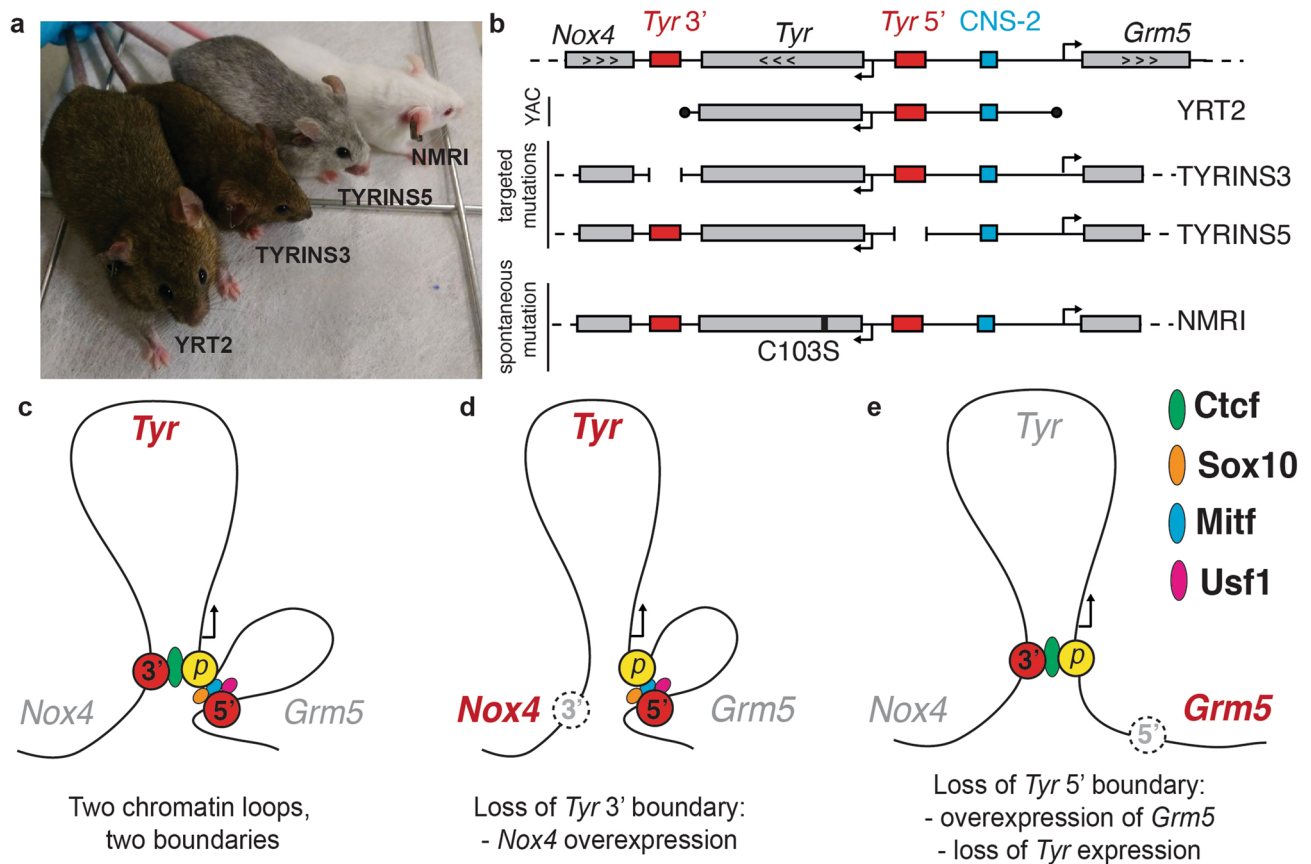 a
NMRI
TYRINS5
TYRINS3
YRT2
b
Nox4
Tyr 3’
Tyr
Tyr 5’
CNS-2
Grm5
> > >
< < <
> > >
YAC
YRT2
targeted
mutations
TYRINS3
TYRINS5
spontaneous
mutation
NMRI
C103S
c
Tyr
3’
p
5’
Nox4
Grm5
Two chromatin loops,
two boundaries
d
Tyr
Nox4
3’
p
5’
Grm5
Loss of Tyr 3’ boundary:
- Nox4 overexpression
e
Tyr
3’
p
Nox4
Grm5
5’
Loss of Tyr 5’ boundary:
- overexpression of Grm5
- loss of Tyr expression
Ctcf
Sox10
Mitf
Usf1